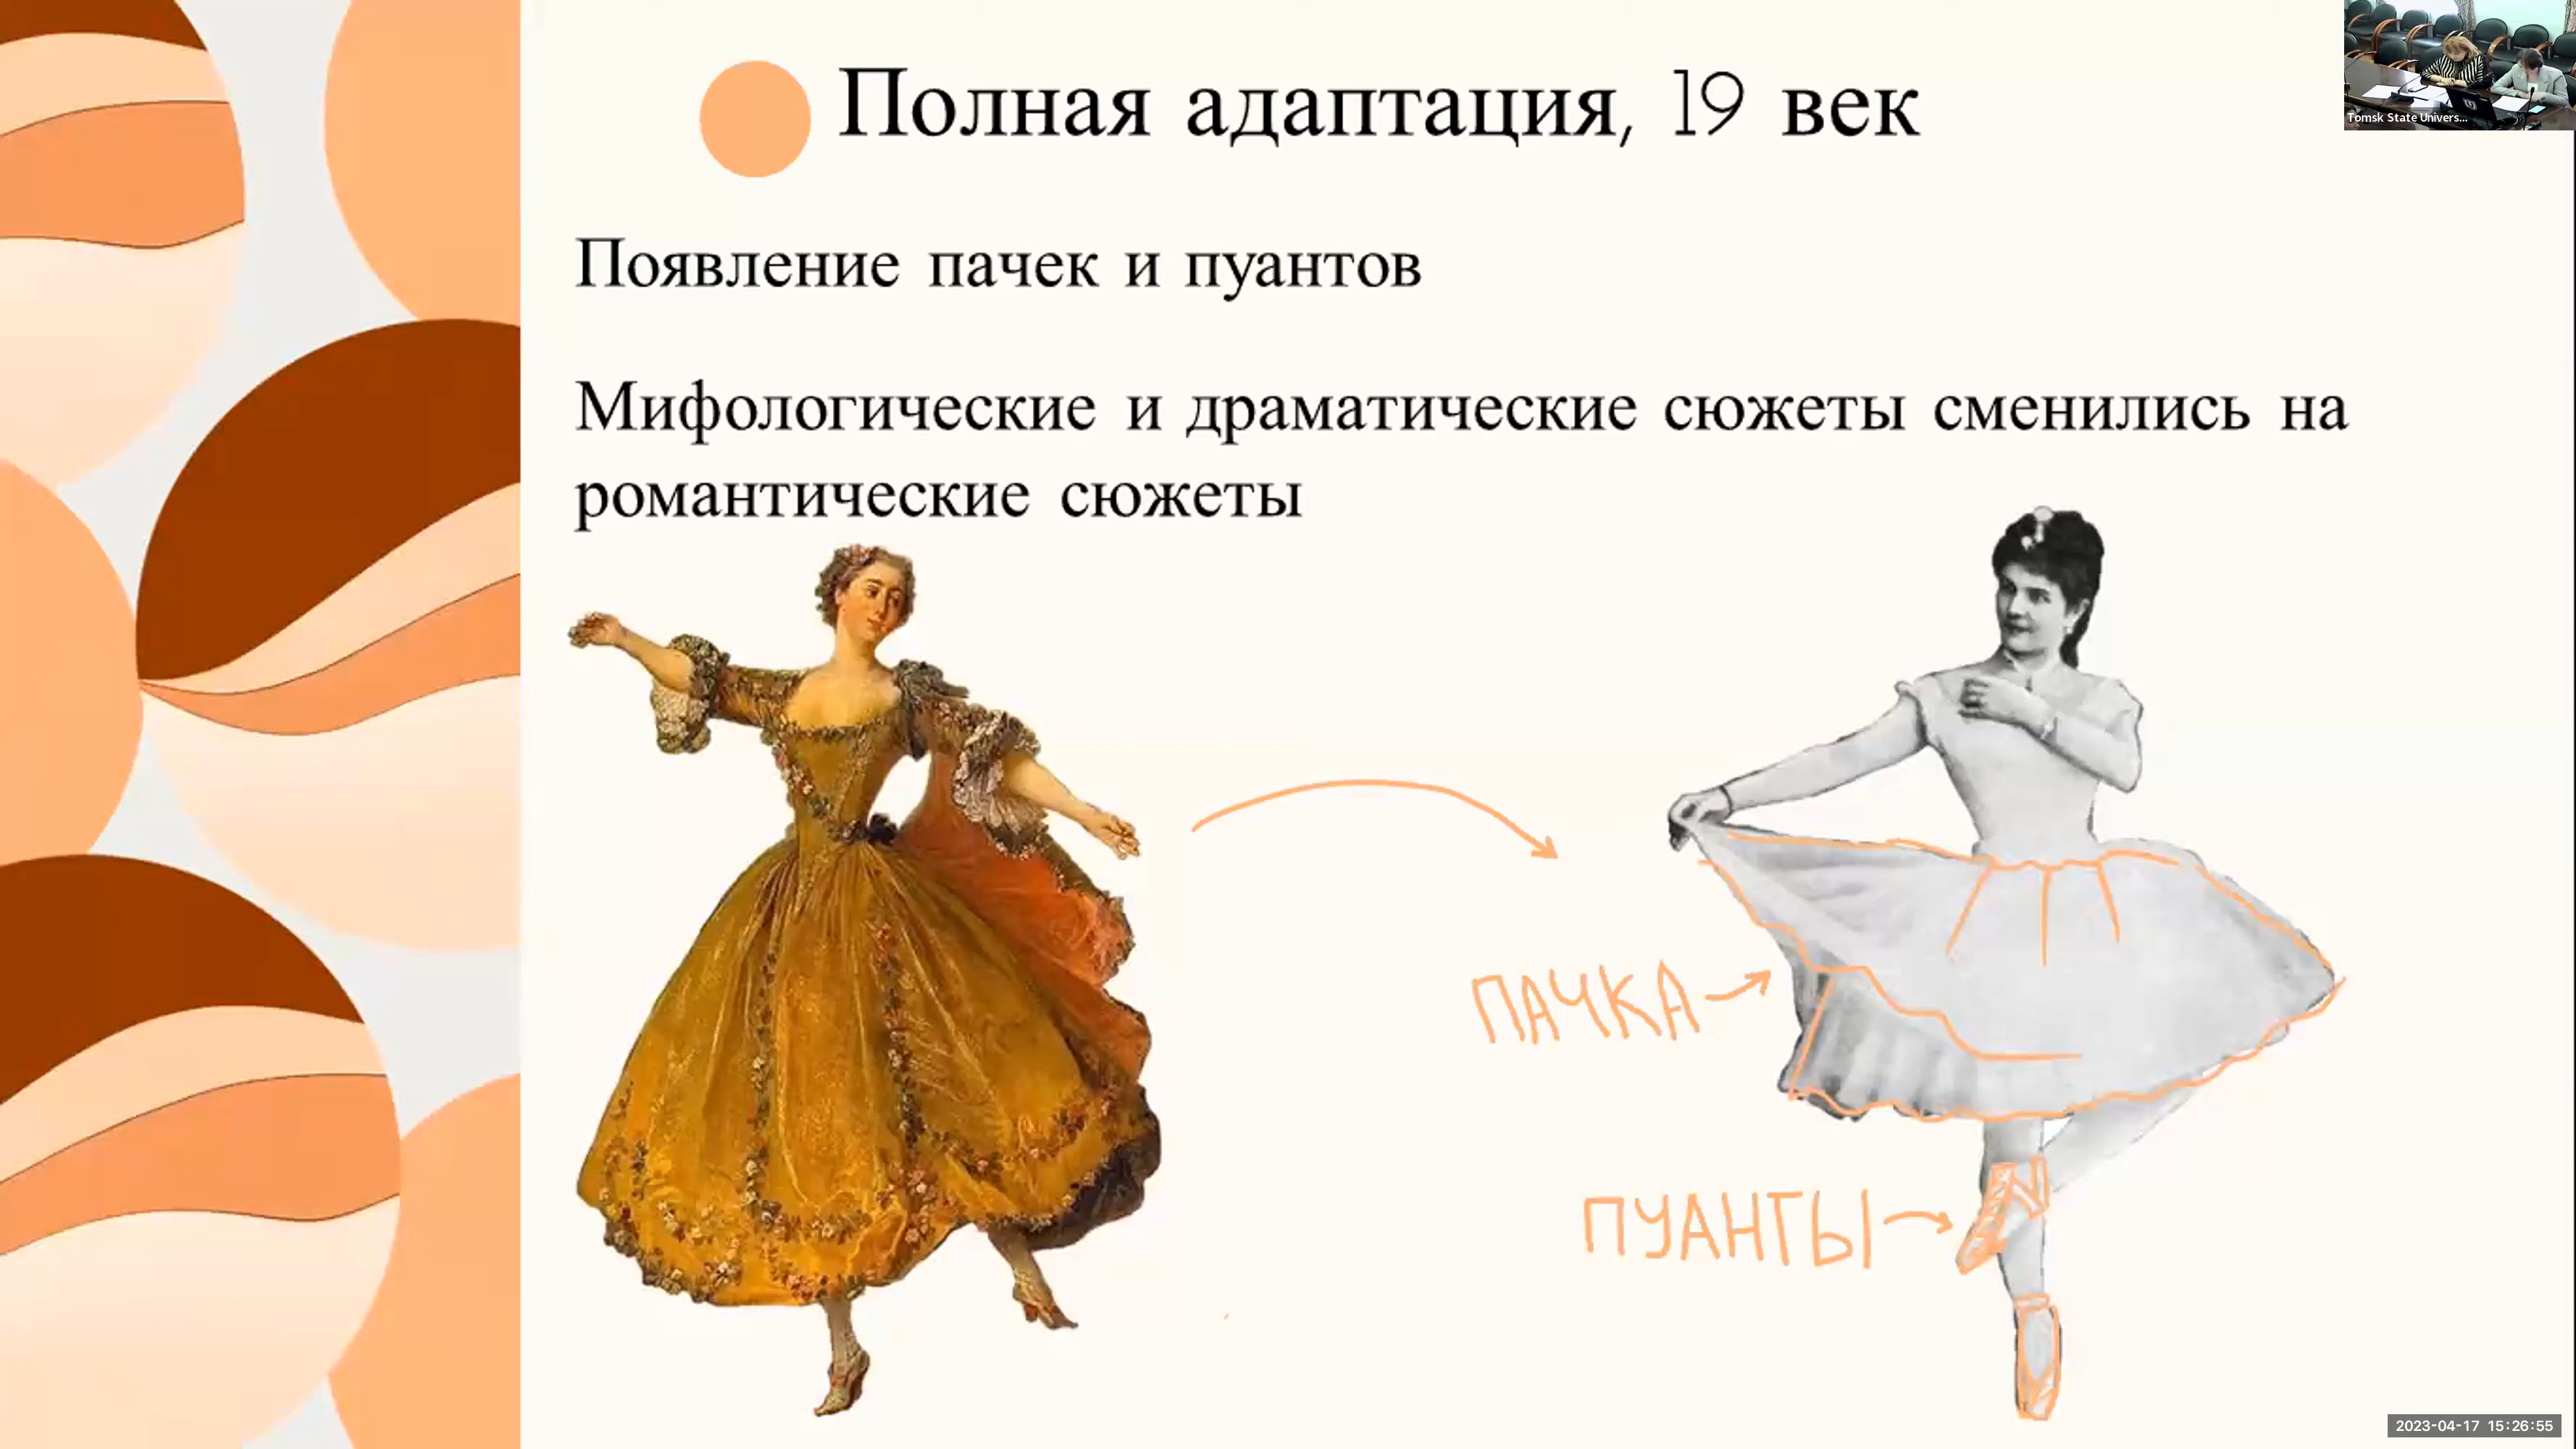 Полная адаптация, 19 век
Tomsk State Univers...
Появление пачек и пуантов
Мифологические и драматические сюжеты сменились на
романтические сюжеты
ПАЧКА
ПУАНТЫ
2023-04-17 15:26:55